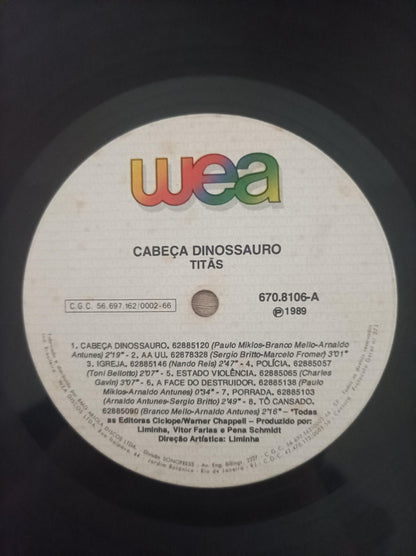 wea
CABEÇA DINOSSAURO
TITÃS
C.G.C. 56.697.162/0002-66
670.8106-A
Ⓟ 1989
1. CABEÇA DINOSSAURO, 62885120 (Paulo Miklos-Branco Mello-Arnaldo
Antunes) 2'19" - 2. AA UU, 62878328 (Sergio Britto-Marcelo Fromer) 3'01"
3. IGREJA, 62885146 (Nando Reis) 2'47" - 4. POLÍCIA, 62885057
(Toni Bellotto) 2'07" - 5. ESTADO VIOLÊNCIA, 62885065 (Charles
Gavin) 3'07" - 6. A FACE DO DESTRUIDOR, 62885138 (Paulo
Miklos-Arnaldo Antunes) 0'34" - 7. PORRADA, 62885103
(Arnaldo Antunes-Sergio Britto) 2'49" - 8. TÔ CANSADO,
62885090 (Branco Mello-Arnaldo Antunes) 2'16" - *Todas
as Editoras Ciclope/Warner Chappell - Produzido por:
Liminha, Vitor Farias e Pena Schmidt
Direção Artística: Liminha